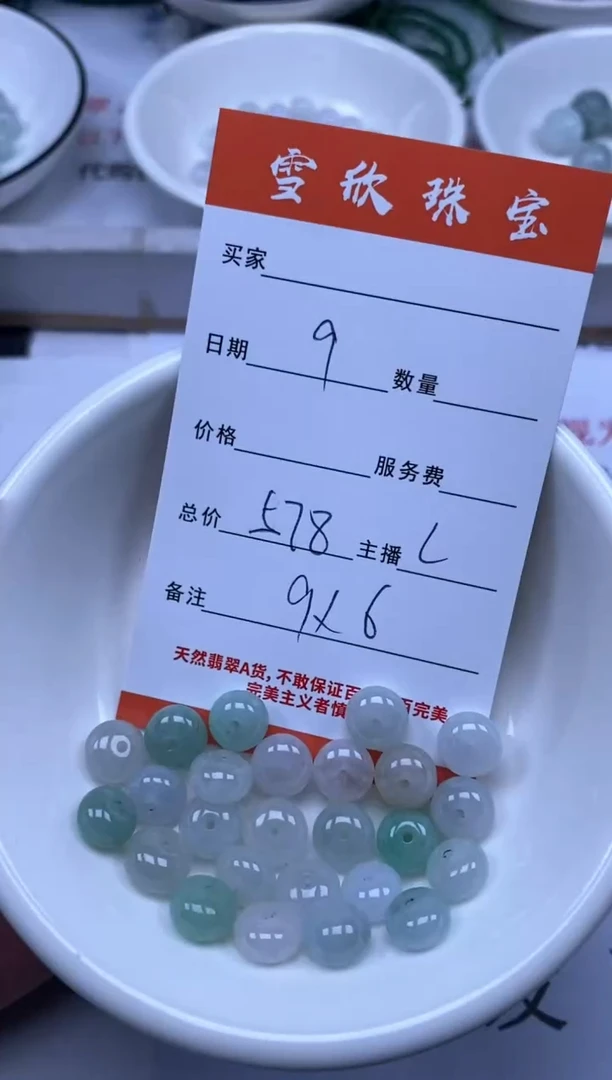 雪欣珠宝
买家
日期 9 数量
价格 服务费
总价 578 主播 L
备注 9x6
天然翡翠A货,不敢保证百
完美
完美主义者慎